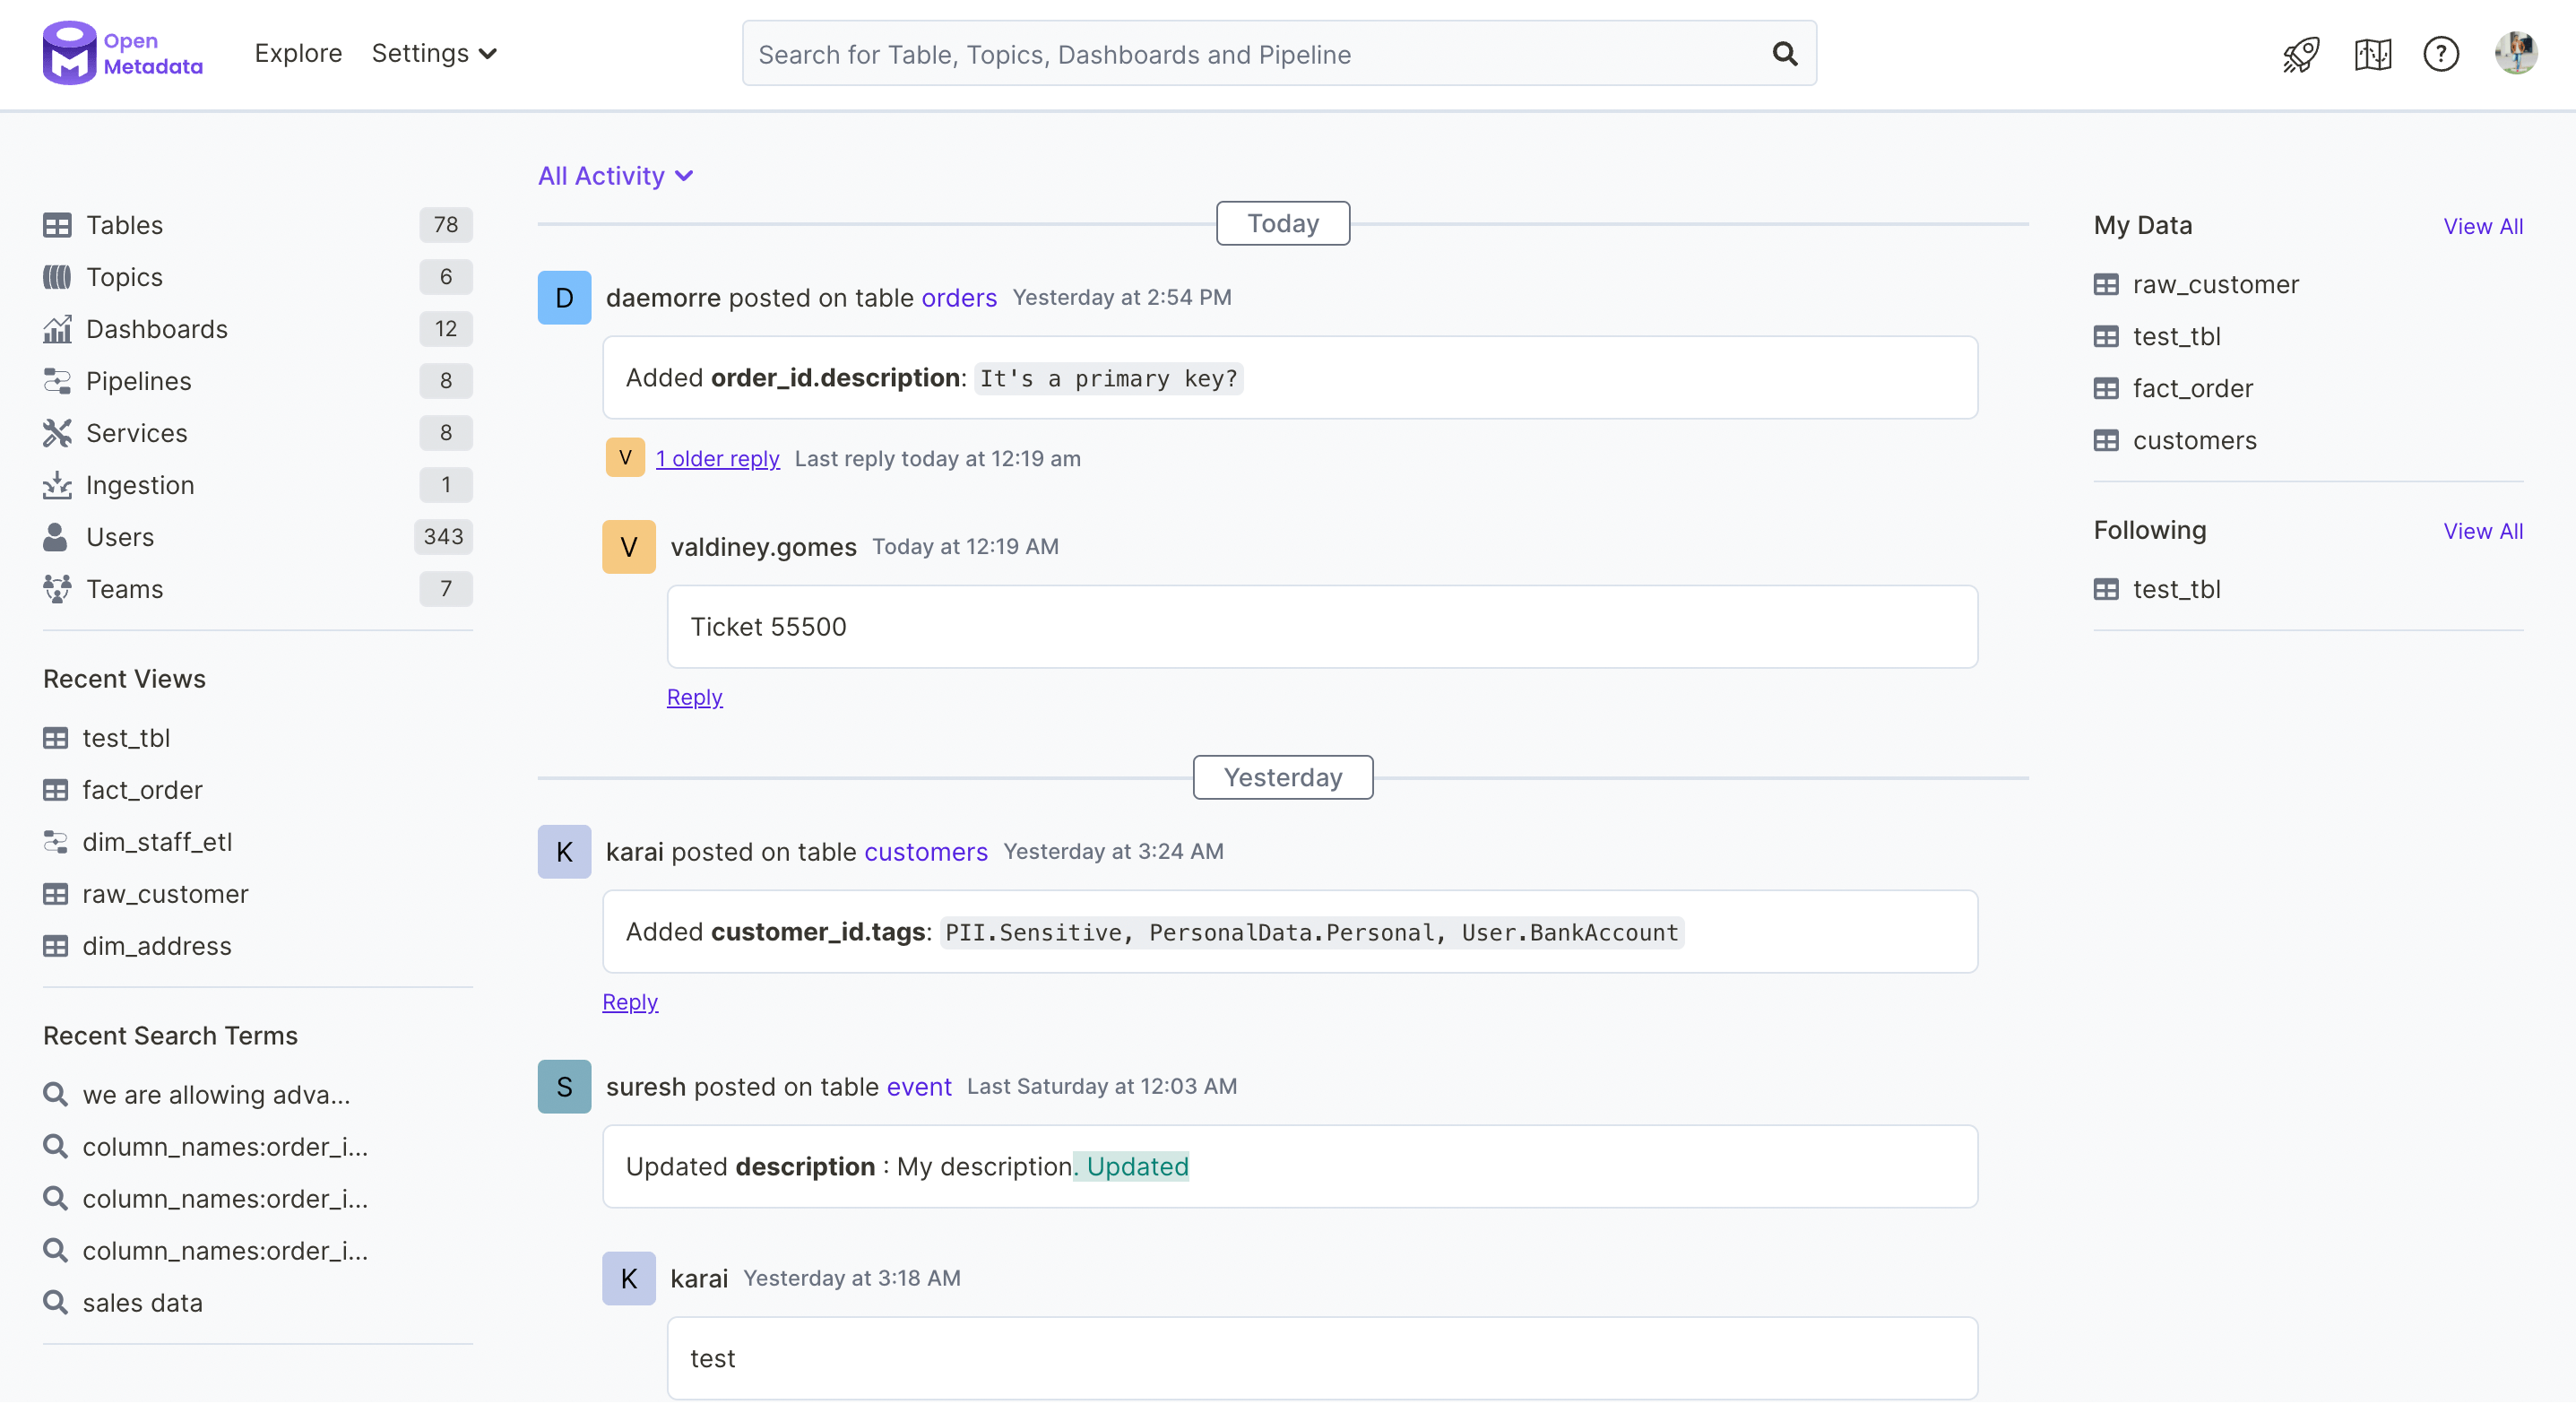 Open
Metadata
Explore
Settings
Search for Table, Topics, Dashboards and Pipeline
?
Tables 78
Topics 6
Dashboards 12
Pipelines 8
Services 8
Ingestion 1
Users 343
Teams 7
Recent Views
test_tbl
fact_order
dim_staff_etl
raw_customer
dim_address
Recent Search Terms
we are allowing adva...
column_names:order_i...
column_names:order_i...
column_names:order_i...
sales data
All Activity
Today
D daemorre posted on table orders Yesterday at 2:54 PM
Added order_id.description: It's a primary key?
V 1 older reply Last reply today at 12:19 am
V valdiney.gomes Today at 12:19 AM
Ticket 55500
Reply
Yesterday
K karai posted on table customers Yesterday at 3:24 AM
Added customer_id.tags: PII.Sensitive, PersonalData.Personal, User.BankAccount
Reply
S suresh posted on table event Last Saturday at 12:03 AM
Updated description : My description. Updated
K karai Yesterday at 3:18 AM
test
My Data View All
raw_customer
test_tbl
fact_order
customers
Following View All
test_tbl